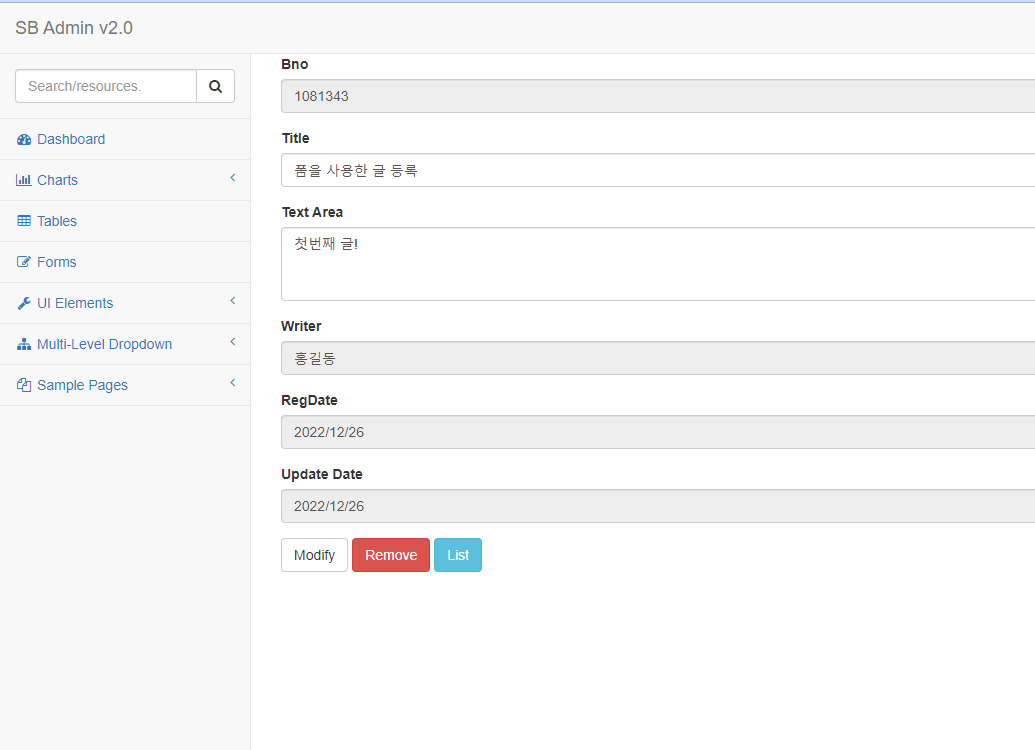 SB Admin v2.0
Search/resources.
Dashboard
Charts
Tables
Forms
UI Elements
Multi-Level Dropdown
Sample Pages
Bno
1081343
Title
폼을 사용한 글 등록
Text Area
첫번째 글!
Writer
홍길동
RegDate
2022/12/26
Update Date
2022/12/26
Modify Remove List